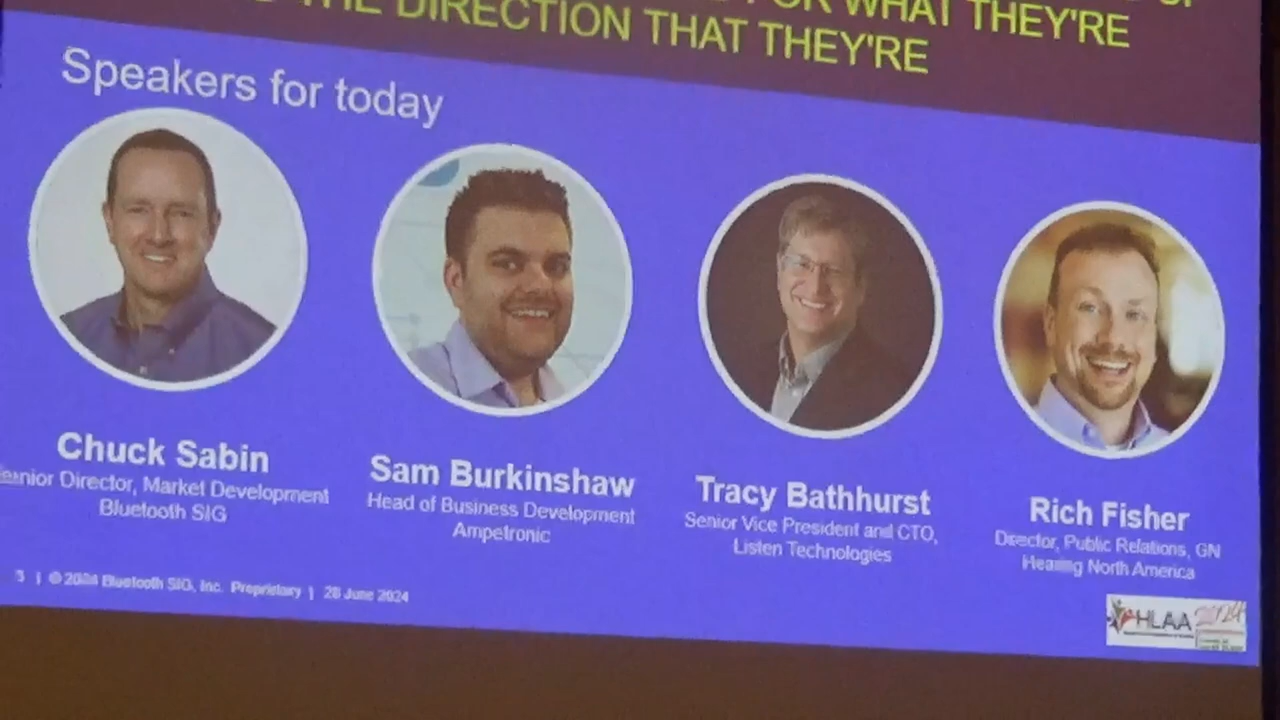 FOR WHAT THEY'RE
THE DIRECTION THAT THEY'RE
Speakers for today
Chuck Sabin
Senior Director, Market Development
Bluetooth SIG
Sam Burkinshaw
Head of Business Development
Ampetronic
Tracy Bathhurst
Senior Vice President and CTO,
Listen Technologies
Rich Fisher
Director, Public Relations, GN
Hearing North America
3 | © 2024 Bluetooth SIG, Inc. Proprietary | 28 June 2024
HLAA 2024